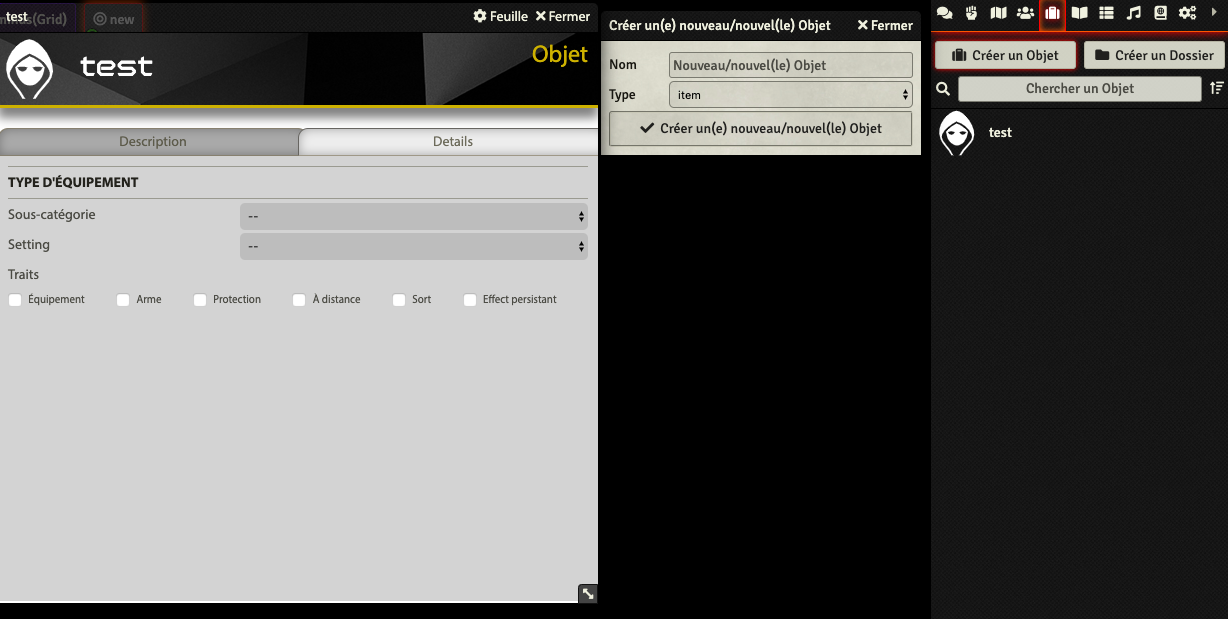 test
(Grid)
new
Feuille
Fermer
test
Objet
Description
Details
TYPE D'ÉQUIPEMENT
Sous-catégorie
--
Setting
--
Traits
Équipement
Arme
Protection
À distance
Sort
Effect persistant
Créer un(e) nouveau/nouvel(le) Objet
Fermer
Nom
Nouveau/nouvel(le) Objet
Type
item
Créer un(e) nouveau/nouvel(le) Objet
Créer un Objet
Créer un Dossier
Chercher un Objet
test